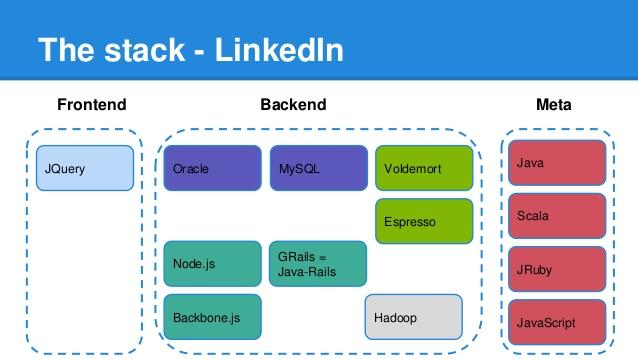 The stack - LinkedIn
Frontend
Backend
Meta
JQuery
Oracle
MySQL
Voldemort
Espresso
Node.js
GRails =
Java-Rails
Backbone.js
Hadoop
Java
Scala
JRuby
JavaScript